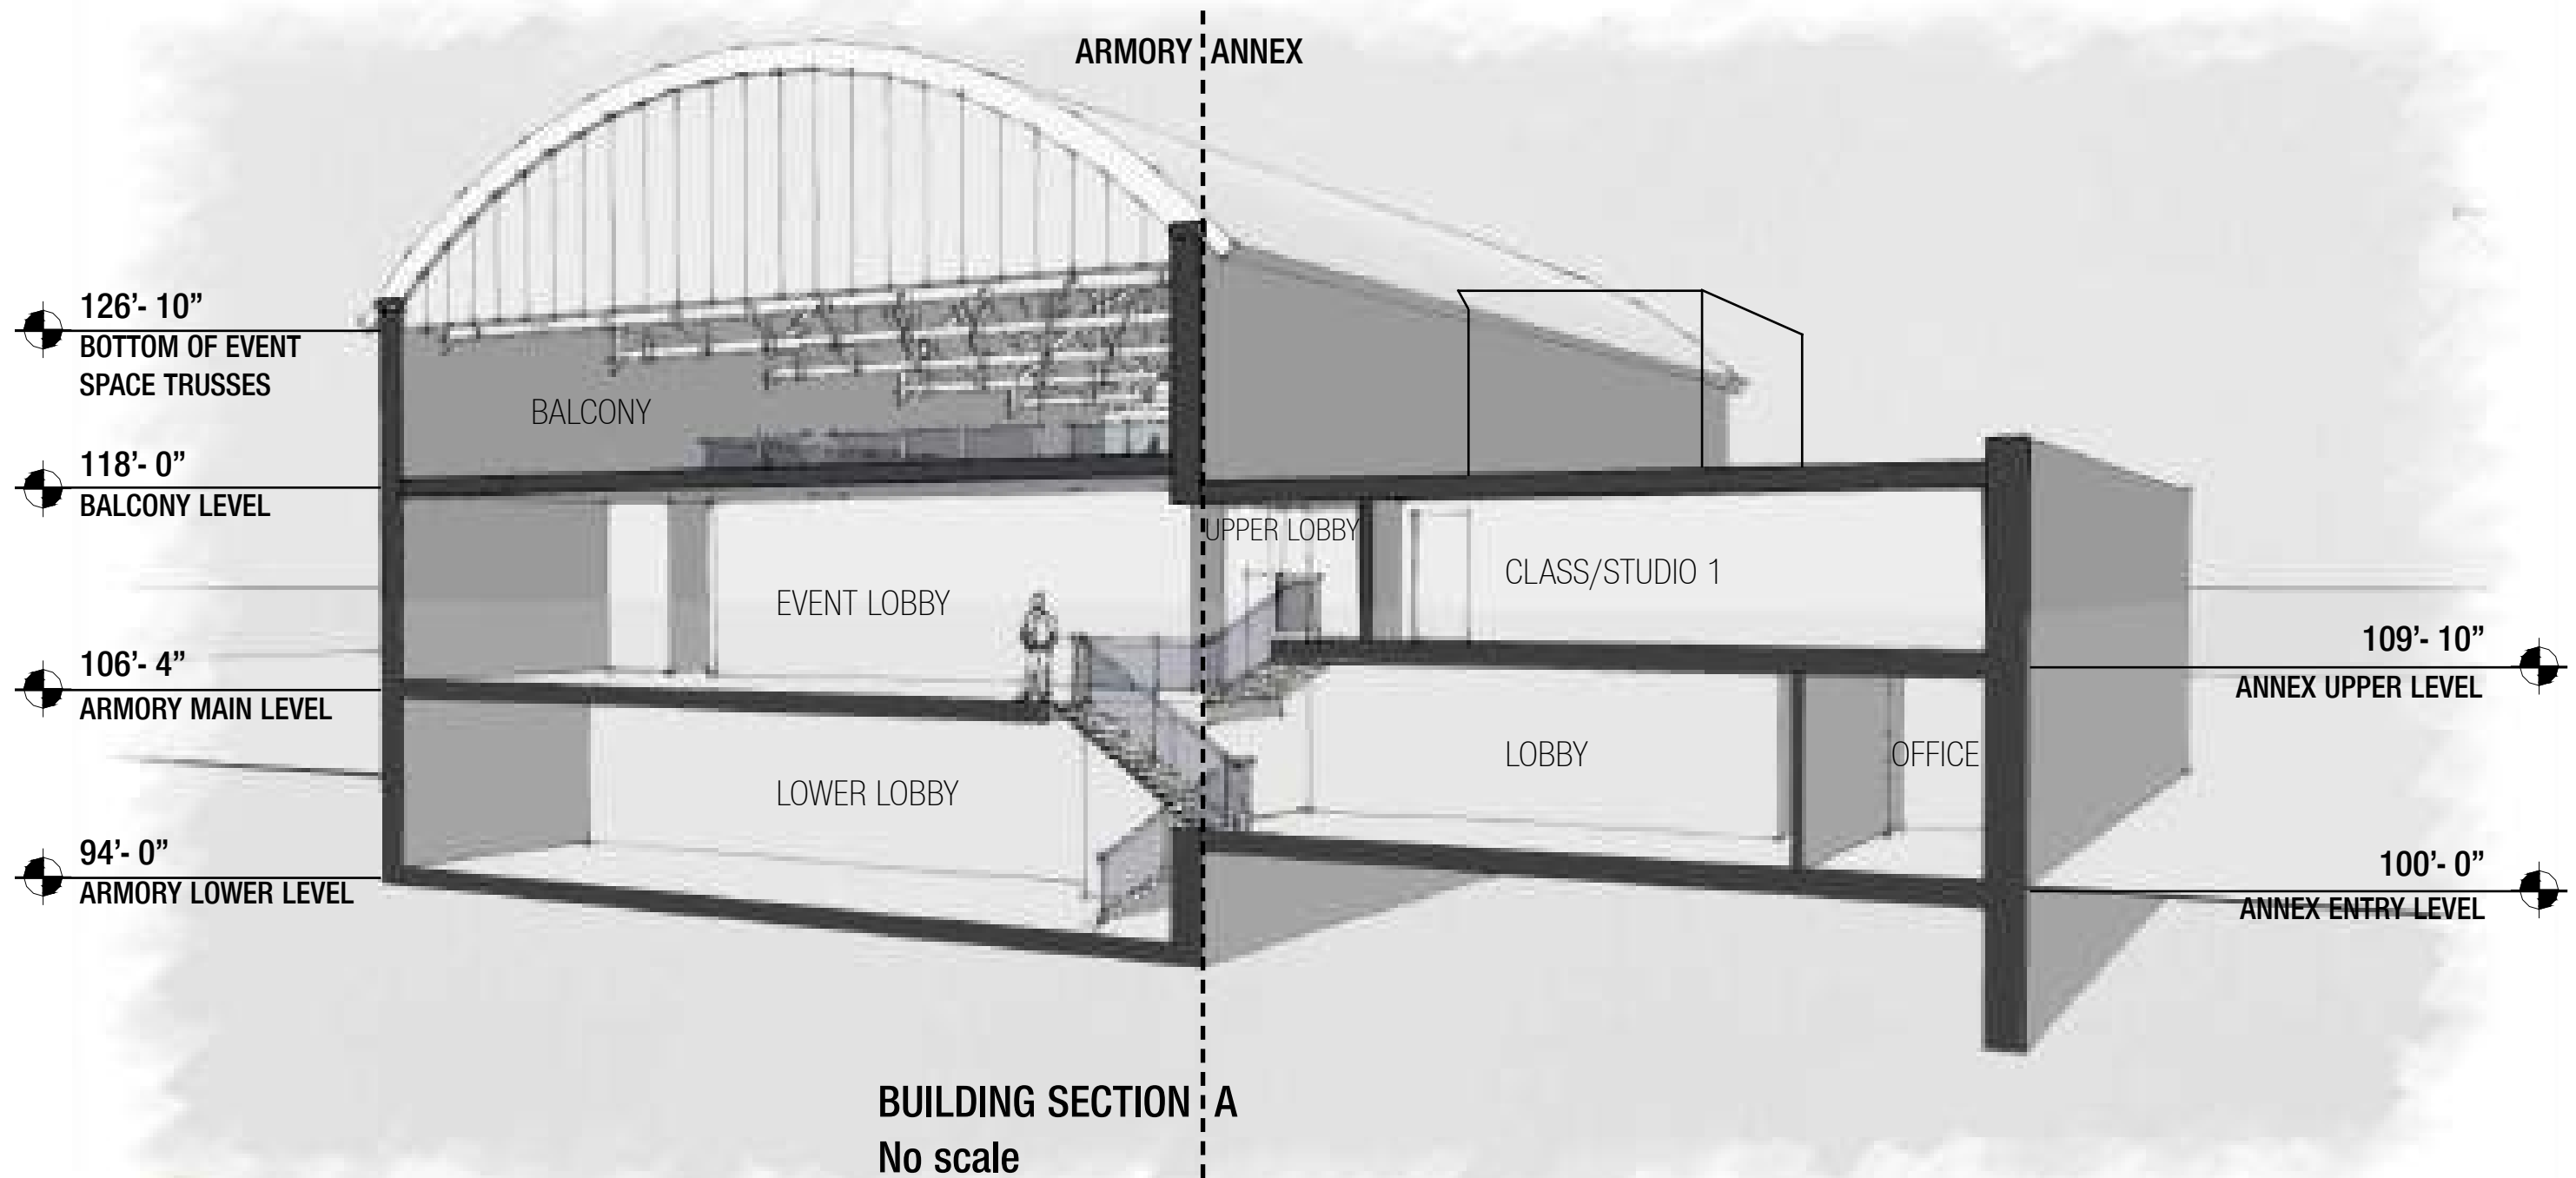 ARMORY ANNEX
126’- 10”
BOTTOM OF EVENT
SPACE TRUSSES
BALCONY
118’- 0”
BALCONY LEVEL
UPPER LOBBY
CLASS/STUDIO 1
EVENT LOBBY
106’- 4”
ARMORY MAIN LEVEL
109’- 10”
ANNEX UPPER LEVEL
LOBBY
OFFICE
LOWER LOBBY
94’- 0”
ARMORY LOWER LEVEL
100’- 0”
ANNEX ENTRY LEVEL
BUILDING SECTION A
No scale